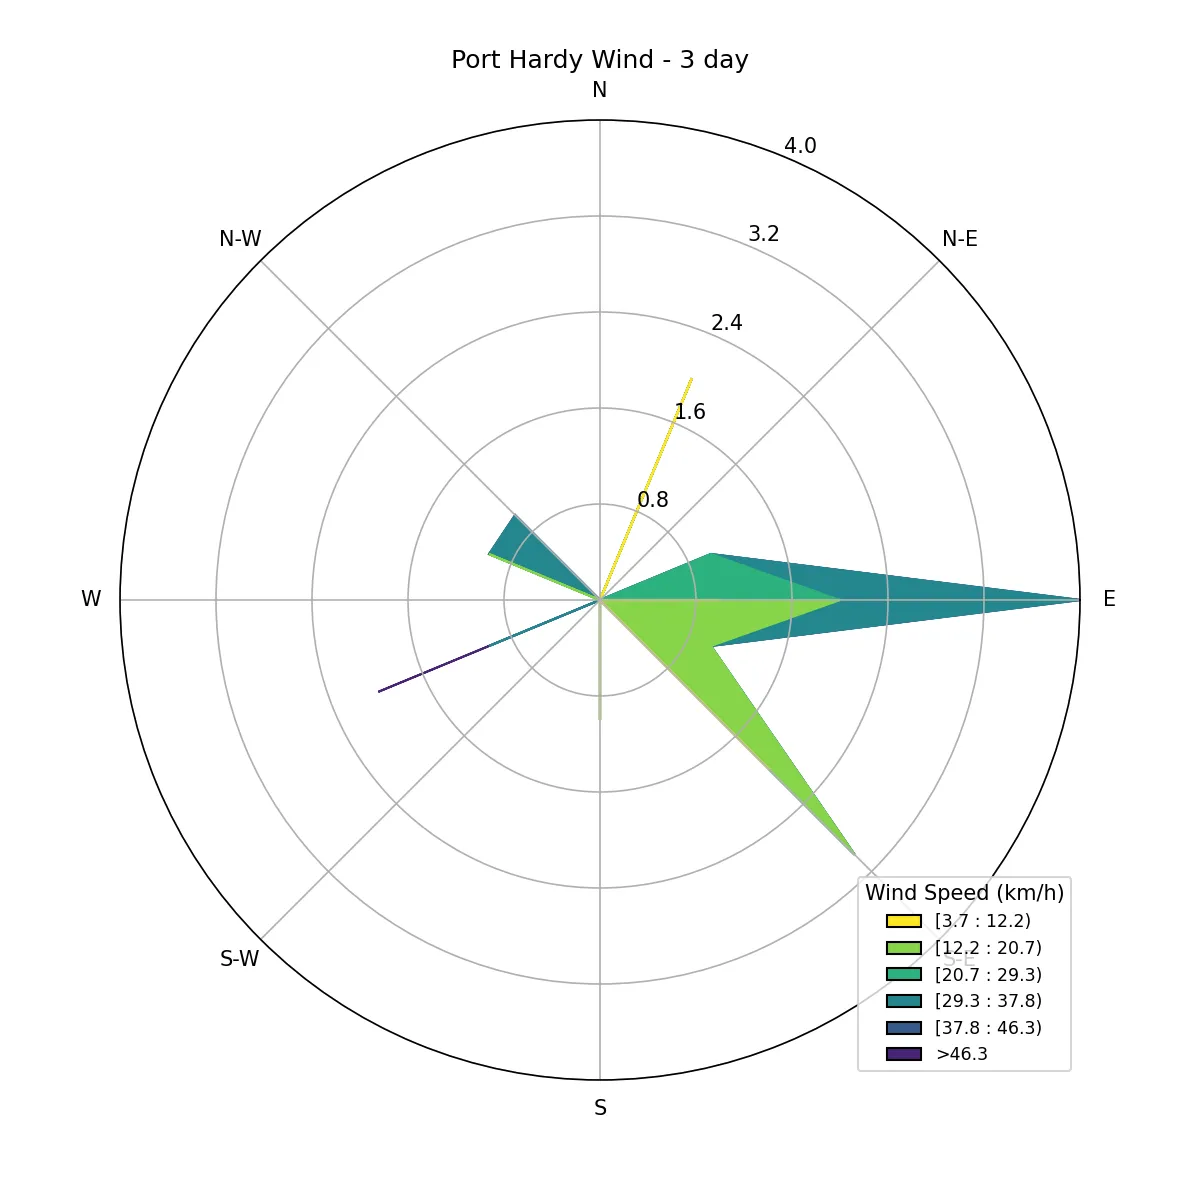 Port Hardy Wind - 3 day
N
4.0
N-W
3.2
N-E
2.4
1.6
0.8
W
E
Wind Speed (km/h)
[3.7 : 12.2)
[12.2 : 20.7)
S-W
S-E
[20.7 : 29.3)
[29.3 : 37.8)
[37.8 : 46.3)
>46.3
S